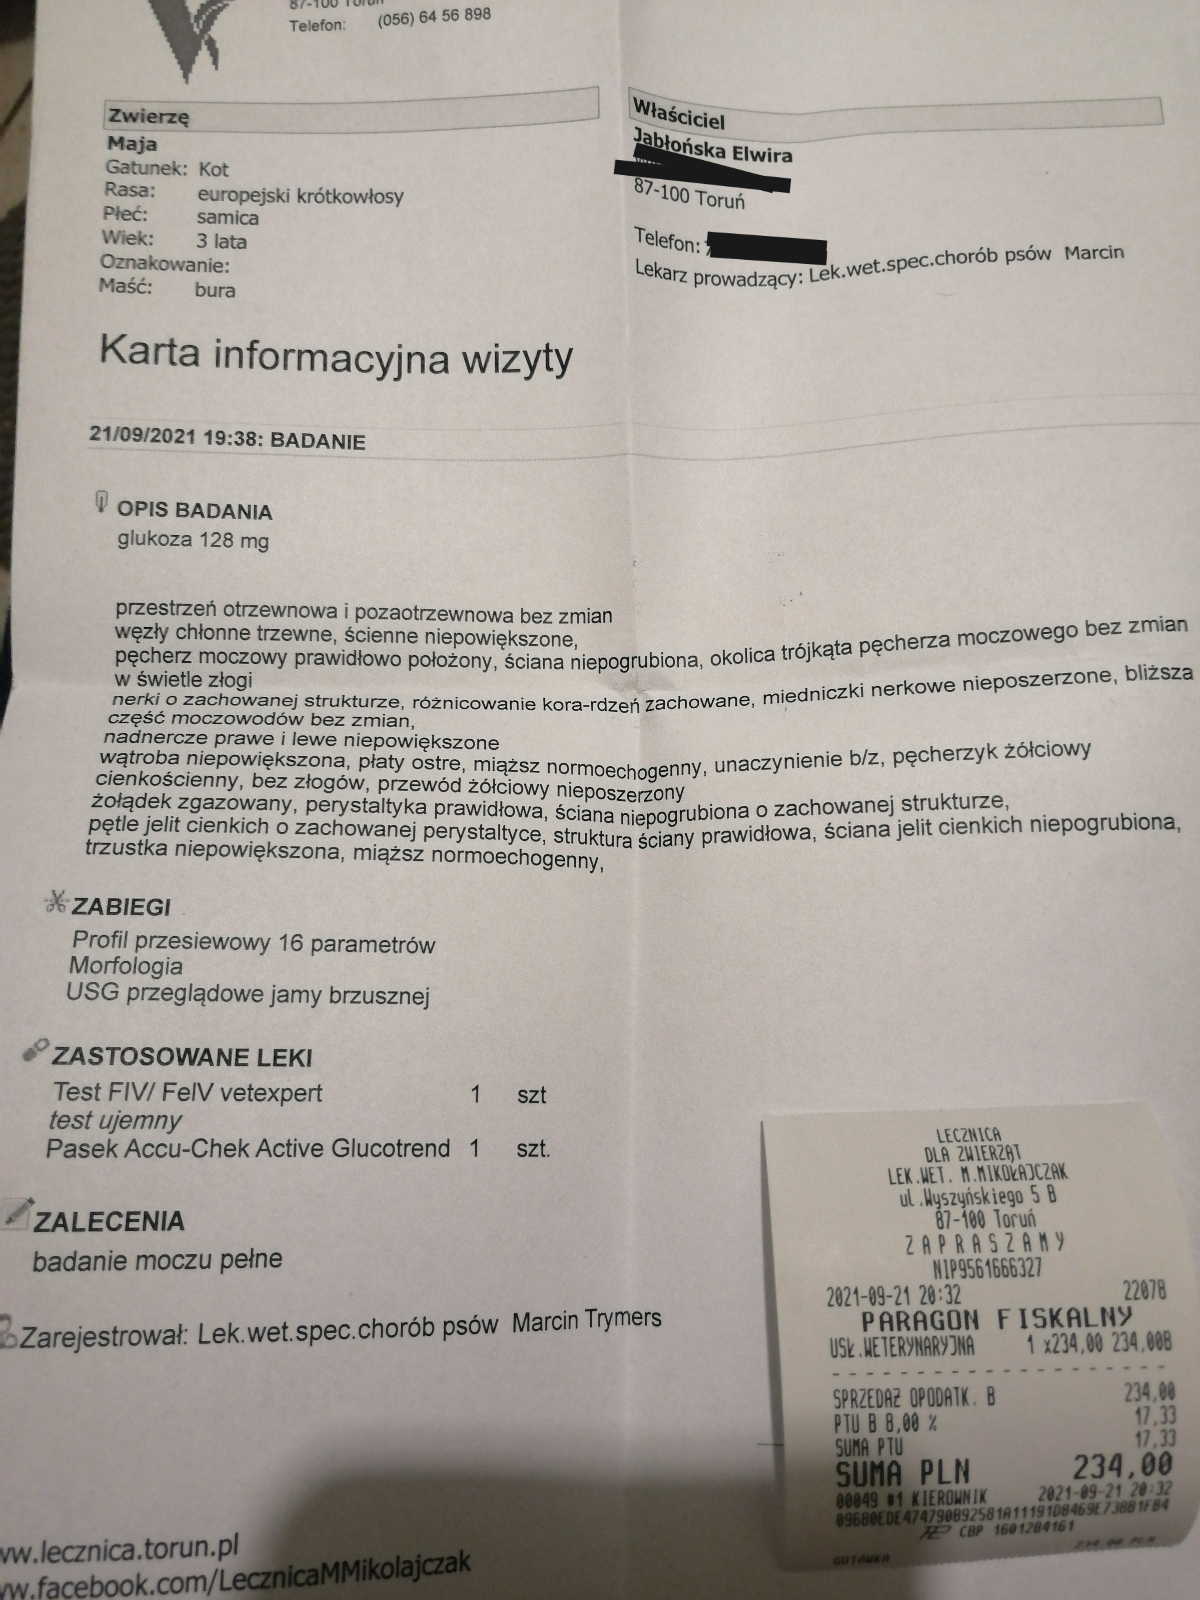 87-100 Toruń
Telefon: (056) 64 56 898
Zwierzę
Maja
Gatunek: Kot
Rasa: europejski krótkowłosy
Płeć: samica
Wiek: 3 lata
Oznakowanie:
Maść: bura
Właściciel
Jabłońska Elwira
87-100 Toruń
Telefon:
Lekarz prowadzący: Lek.wet.spec.chorób psów Marcin
Karta informacyjna wizyty
21/09/2021 19:38: BADANIE
OPIS BADANIA
glukoza 128 mg
przestrzeń otrzewnowa i pozaotrzewnowa bez zmian
węzły chłonne trzewne, ścienne niepowiększone,
pęcherz moczowy prawidłowo położony, ściana niepogrubiona, okolica trójkąta pęcherza moczowego bez zmian
w świetle złogi
nerki o zachowanej strukturze, różnicowanie kora-rdzeń zachowane, miedniczki nerkowe nieposzerzone, bliższa
część moczowodów bez zmian,
nadnercze prawe i lewe niepowiększone
wątroba niepowiększona, płaty ostre, miąższ normoechogenny, unaczynienie b/z, pęcherzyk żółciowy
cienkościenny, bez złogów, przewód żółciowy nieposzerzony
żołądek zgazowany, perystaltyka prawidłowa, ściana niepogrubiona o zachowanej strukturze,
pętle jelit cienkich o zachowanej perystaltyce, struktura ściany prawidłowa, ściana jelit cienkich niepogrubiona,
trzustka niepowiększona, miąższ normoechogenny,
ZABIEGI
Profil przesiewowy 16 parametrów
Morfologia
USG przeglądowe jamy brzusznej
ZASTOSOWANE LEKI
Test FIV/ FelV vetexpert 1 szt
test ujemny
Pasek Accu-Chek Active Glucotrend 1 szt.
ZALECENIA
badanie moczu pełne
Zarejestrował: Lek.wet.spec.chorób psów Marcin Trymers
ww.lecznica.torun.pl
ww.facebook.com/LecznicaMMikolajczak
LECZNICA
DLA ZWIERZĄT
LEK.WET. M.MIKOŁAJCZAK
ul.Wyszyńskiego 5 B
87-100 Toruń
Z A P R A S Z A M Y
NIP9561666327
2021-09-21 20:32 22078
PARAGON FISKALNY
USŁ.WETERYNARYJNA 1 x234,00 234,00B
SPRZEDAŻ OPODATK. B 234,00
PTU B 8,00 % 17,33
SUMA PTU 17,33
SUMA PLN 234,00
00049 #1 KIEROWNIK 2021-09-21 20:32
CBP 1601284161
GOTÓWKA 234,00 PLN